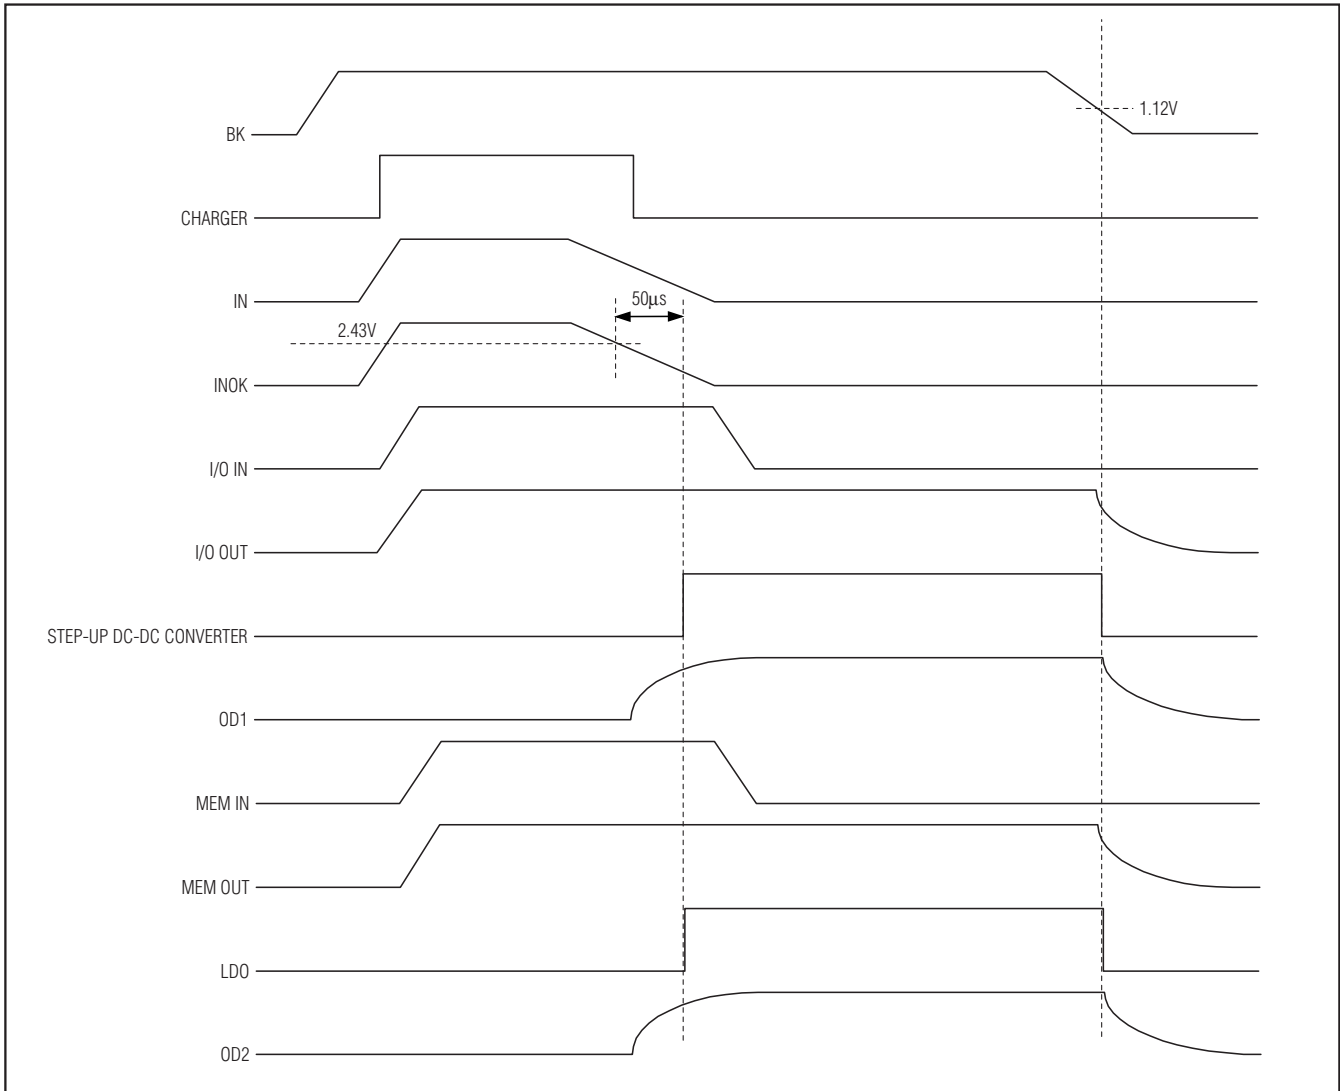 BK
1.12V
CHARGER
IN
50μs
2.43V
INOK
I/O IN
I/O OUT
STEP-UP DC-DC CONVERTER
OD1
MEM IN
MEM OUT
LDO
OD2